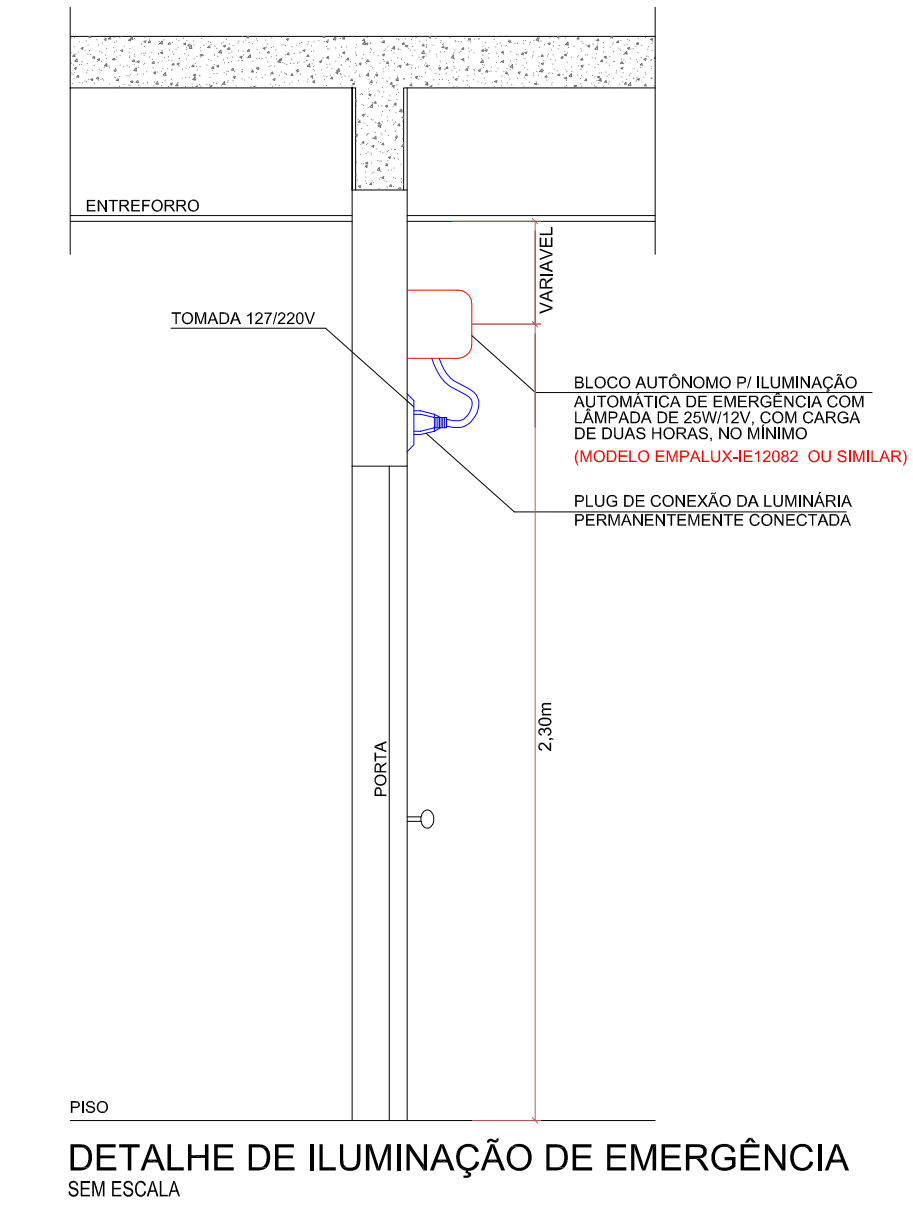 ENTREFORRO
VARIAVEL
TOMADA 127/220V
BLOCO AUTÔNOMO P/ ILUMINAÇÃO
AUTOMÁTICA DE EMERGÊNCIA COM
LÂMPADA DE 25W/12V, COM CARGA
DE DUAS HORAS, NO MÍNIMO
(MODELO EMPALUX-IE12082 OU SIMILAR)
PLUG DE CONEXÃO DA LUMINÁRIA
PERMANENTEMENTE CONECTADA
2,30m
PORTA
PISO
DETALHE DE ILUMINAÇÃO DE EMERGÊNCIA
SEM ESCALA